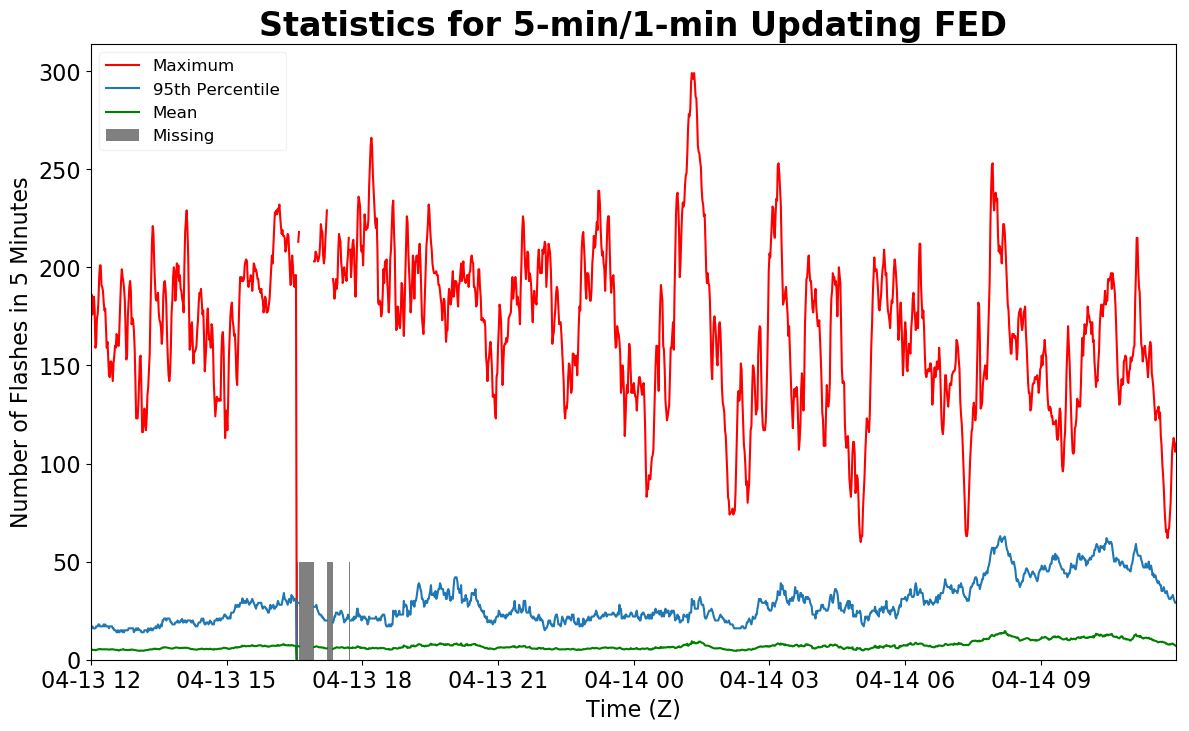 Statistics for 5-min/1-min Updating FED
Maximum
95th Percentile
Mean
Missing
Number of Flashes in 5 Minutes
300
250
200
150
100
50
0
04-13 12 04-13 15 04-13 18 04-13 21 04-14 00 04-14 03 04-14 06 04-14 09
Time (Z)